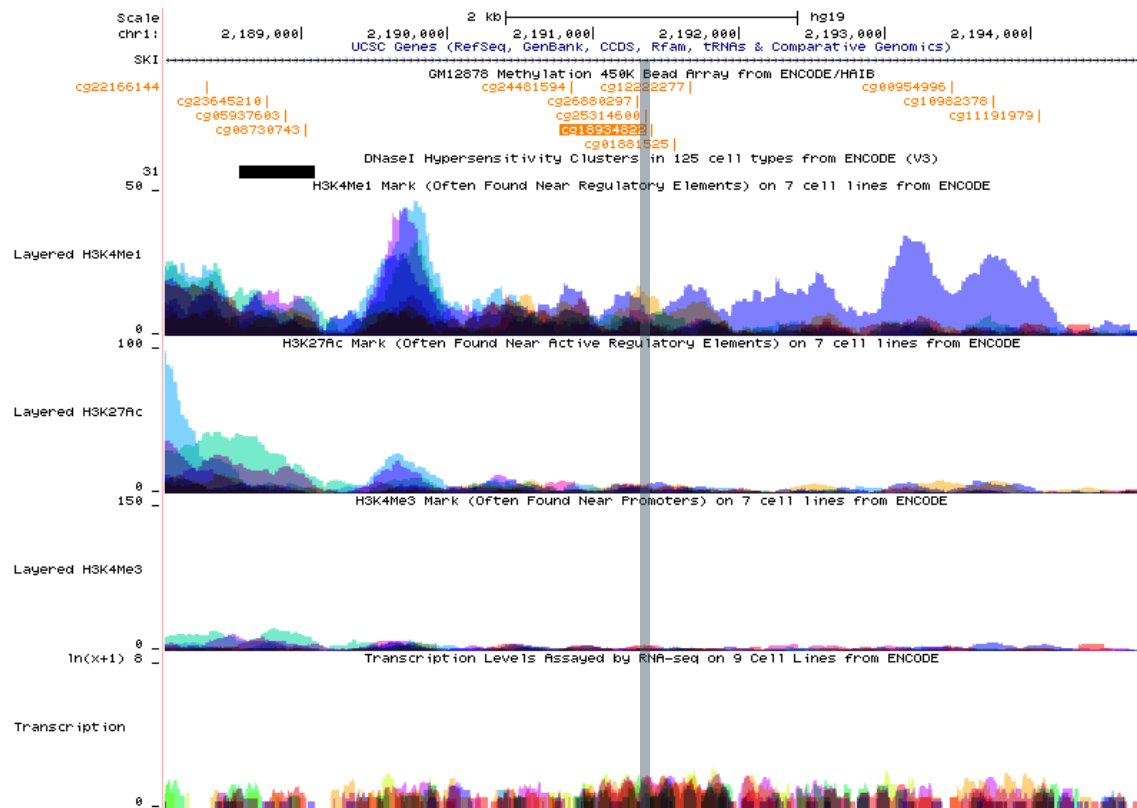 Scale 2 kb hg19
chr1: 2,189,000 2,190,000 2,191,000 2,192,000 2,193,000 2,194,000
UCSC Genes (RefSeq, GenBank, CCDS, Rfam, tRNAs & Comparative Genomics)
SKI
GM12878 Methylation 450K Bead Array from ENCODE/HAIB
cg22166144 cg24481594 cg12222277 cg00954996
cg23645210 cg26880297 cg10982378
cg05937603 cg25314600 cg11191979
cg08730743 cg18934822
cg01881525
DNaseI Hypersensitivity Clusters in 125 cell types from ENCODE (V3)
31
50 H3K4Me1 Mark (Often Found Near Regulatory Elements) on 7 cell lines from ENCODE
Layered H3K4Me1
0
100 H3K27Ac Mark (Often Found Near Active Regulatory Elements) on 7 cell lines from ENCODE
Layered H3K27Ac
0
150 H3K4Me3 Mark (Often Found Near Promoters) on 7 cell lines from ENCODE
Layered H3K4Me3
0
ln(x+1) 8 Transcription Levels Assayed by RNA-seq on 9 Cell Lines from ENCODE
Transcription
0